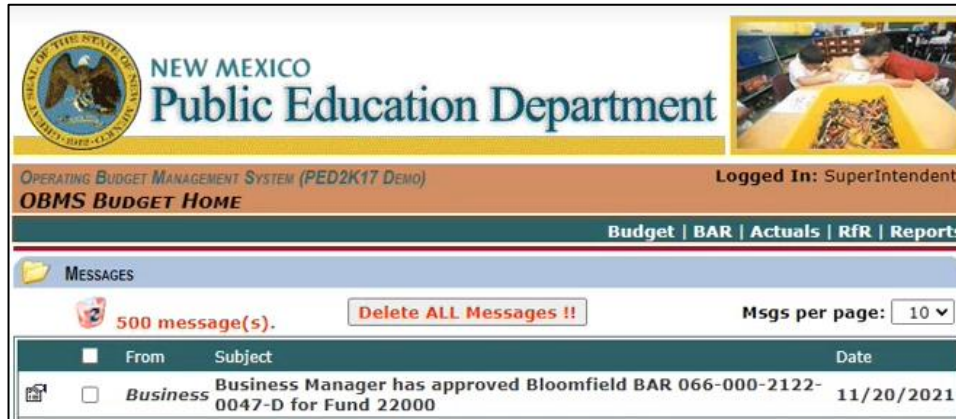 NEW MEXICO
Public Education Department
OPERATING BUDGET MANAGEMENT SYSTEM (PED2K17 DEMO)
Logged In: SuperIntendent
OBMS BUDGET HOME
Budget | BAR | Actuals | RfR | Reports
MESSAGES
500 message(s). Delete ALL Messages !! Msgs per page: 10
From Subject Date
Business Business Manager has approved Bloomfield BAR 066-000-2122-
0047-D for Fund 22000 11/20/2021